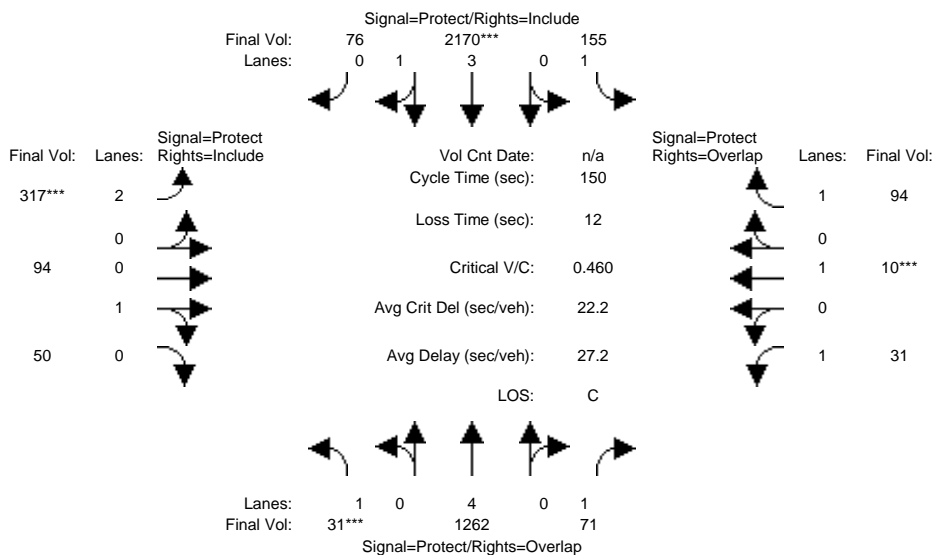 Signal=Protect/Rights=Include
Final Vol: 76 2170*** 155
Lanes: 0 1 3 0 1
Signal=Protect Signal=Protect
Final Vol: Lanes: Rights=Include Vol Cnt Date: n/a Rights=Overlap Lanes: Final Vol:
Cycle Time (sec): 150
317*** 2 1 94
Loss Time (sec): 12
0 0
94 0 Critical V/C: 0.460 1 10***
1 Avg Crit Del (sec/veh): 22.2 0
50 0 Avg Delay (sec/veh): 27.2 1 31
LOS: C
Lanes: 1 0 4 0 1
Final Vol: 31*** 1262 71
Signal=Protect/Rights=Overlap